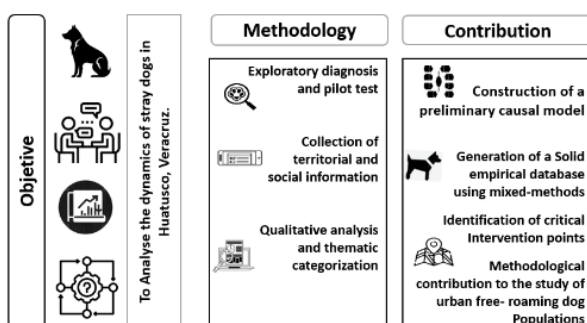 Objetive
To Analyse the dynamics of stray dogs in
Huatusco, Veracruz.
Methodology
Exploratory diagnosis
and pilot test
Collection of
territorial and
social information
Qualitative analysis
and thematic
categorization
Contribution
Construction of a
preliminary causal model
Generation of a Solid
empirical database
using mixed-methods
Identification of critical
Intervention points
Methodological
contribution to the study of
urban free- roaming dog
Populations